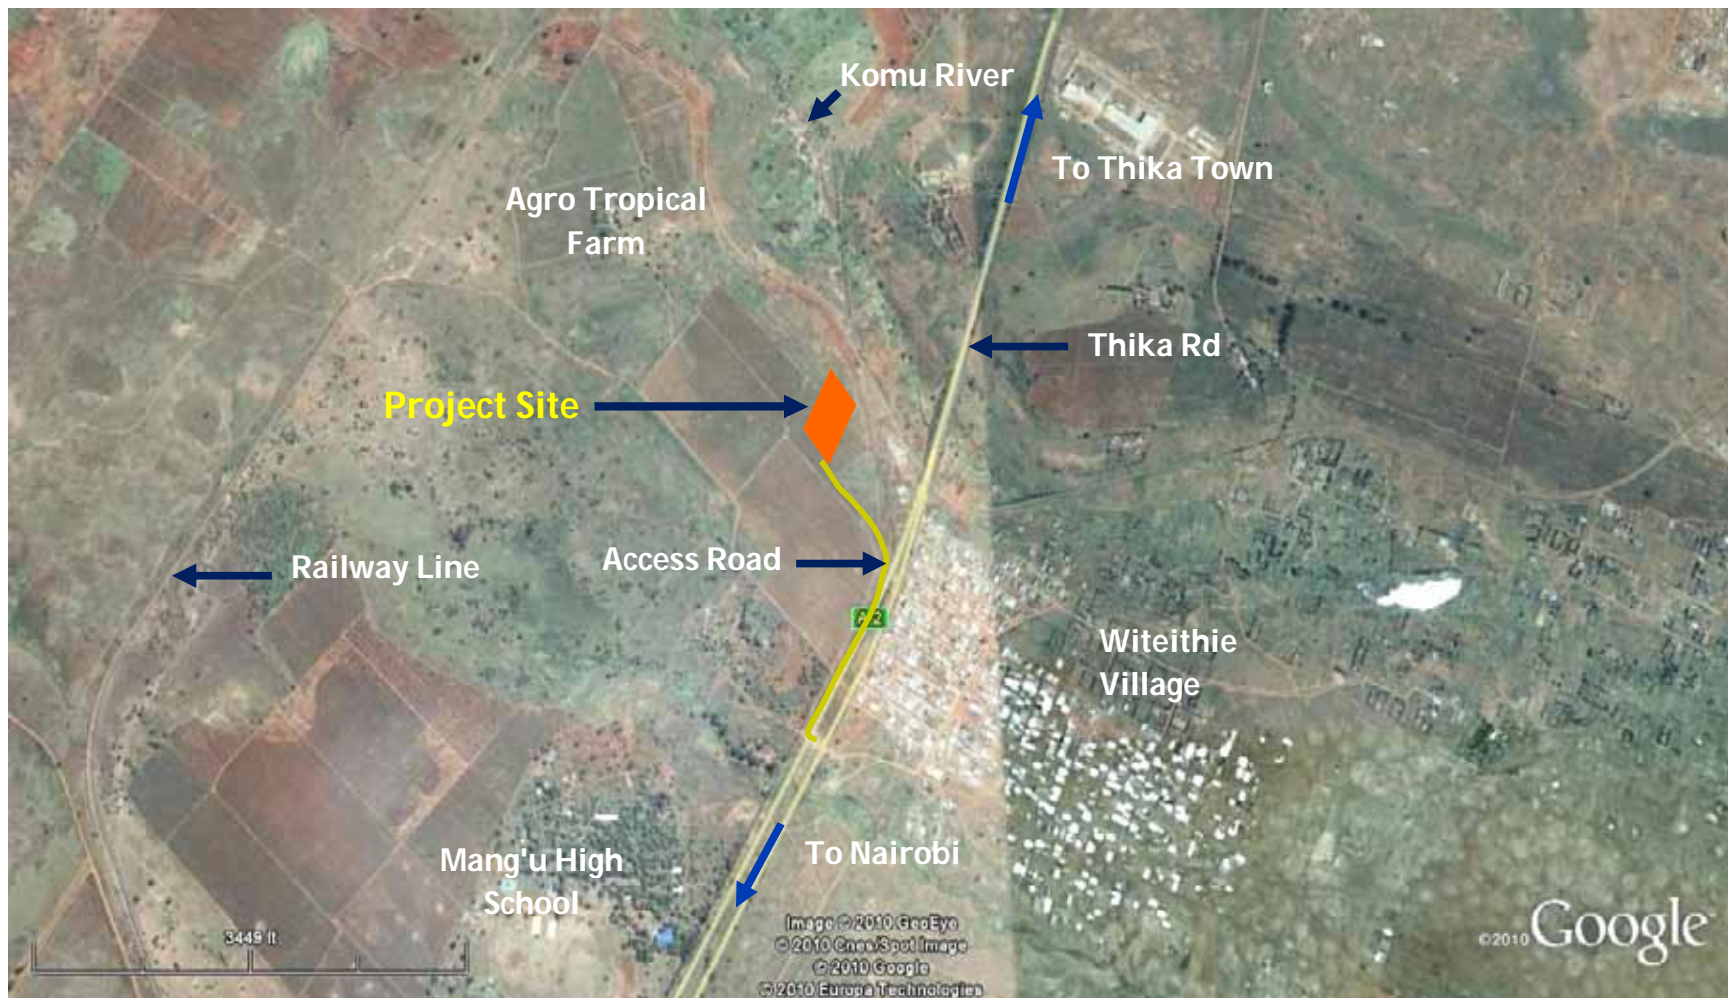 Komu River
To Thika Town
Agro Tropical
Farm
Thika Rd
Project Site
Access Road
Railway Line
A2
Witeithie
Village
To Nairobi
Mang'u High
School
3449 ft
Image © 2010 GeoEye
© 2010 Cnes/Spot Image
© 2010 Google
© 2010 Europa Technologies
©2010 Google